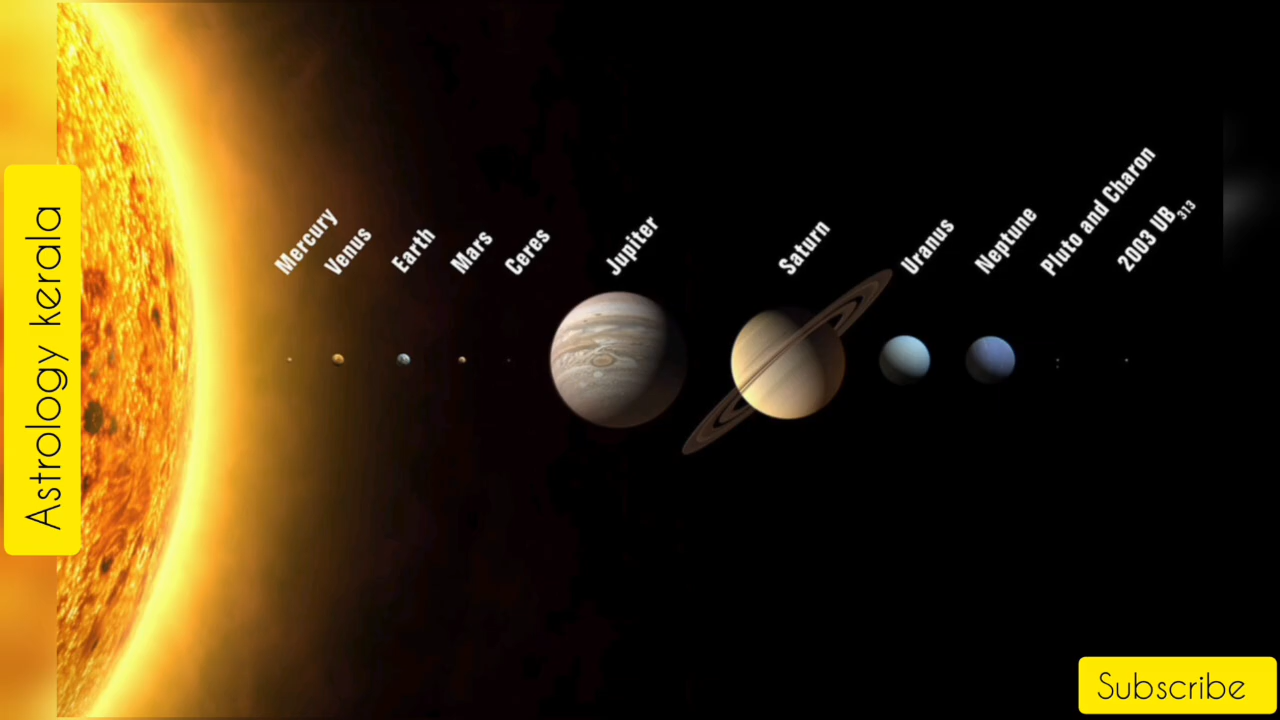 Astrology kerala
Mercury
Venus
Earth
Mars
Ceres
Jupiter
Saturn
Uranus
Neptune
Pluto and Charon
2003 UB313
Subscribe